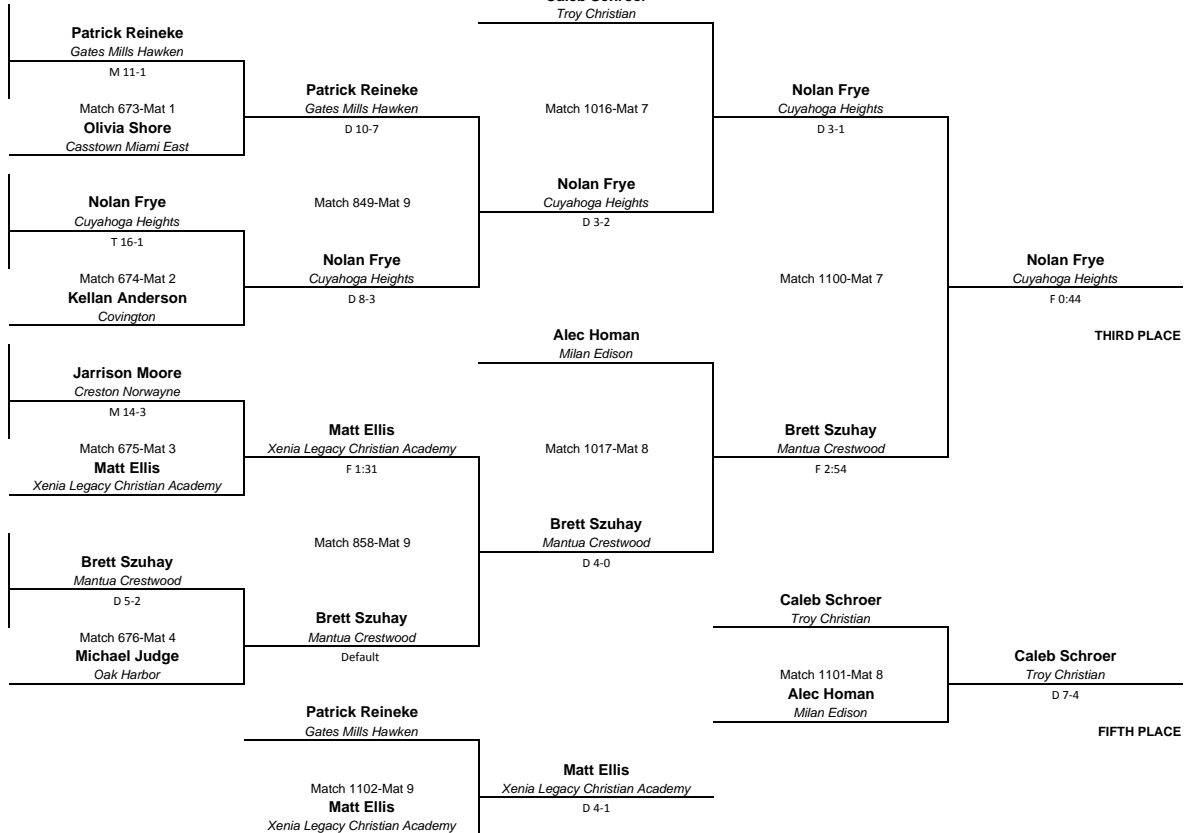 Caleb Schroer
Troy Christian
Patrick Reineke
Gates Mills Hawken
M 11-1
Match 673-Mat 1
Olivia Shore
Casstown Miami East
Patrick Reineke
Gates Mills Hawken
D 10-7
Match 1016-Mat 7
Nolan Frye
Cuyahoga Heights
D 3-1
Nolan Frye
Cuyahoga Heights
T 16-1
Match 674-Mat 2
Kellan Anderson
Covington
Match 849-Mat 9
Nolan Frye
Cuyahoga Heights
D 8-3
Nolan Frye
Cuyahoga Heights
D 3-2
Match 1100-Mat 7
Nolan Frye
Cuyahoga Heights
F 0:44
THIRD PLACE
Alec Homan
Milan Edison
Jarrison Moore
Creston Norwayne
M 14-3
Match 675-Mat 3
Matt Ellis
Xenia Legacy Christian Academy
Matt Ellis
Xenia Legacy Christian Academy
F 1:31
Match 1017-Mat 8
Brett Szuhay
Mantua Crestwood
F 2:54
Match 858-Mat 9
Brett Szuhay
Mantua Crestwood
D 4-0
Brett Szuhay
Mantua Crestwood
D 5-2
Match 676-Mat 4
Michael Judge
Oak Harbor
Brett Szuhay
Mantua Crestwood
Default
Caleb Schroer
Troy Christian
Match 1101-Mat 8
Alec Homan
Milan Edison
Caleb Schroer
Troy Christian
D 7-4
FIFTH PLACE
Patrick Reineke
Gates Mills Hawken
Match 1102-Mat 9
Matt Ellis
Xenia Legacy Christian Academy
Matt Ellis
Xenia Legacy Christian Academy
D 4-1